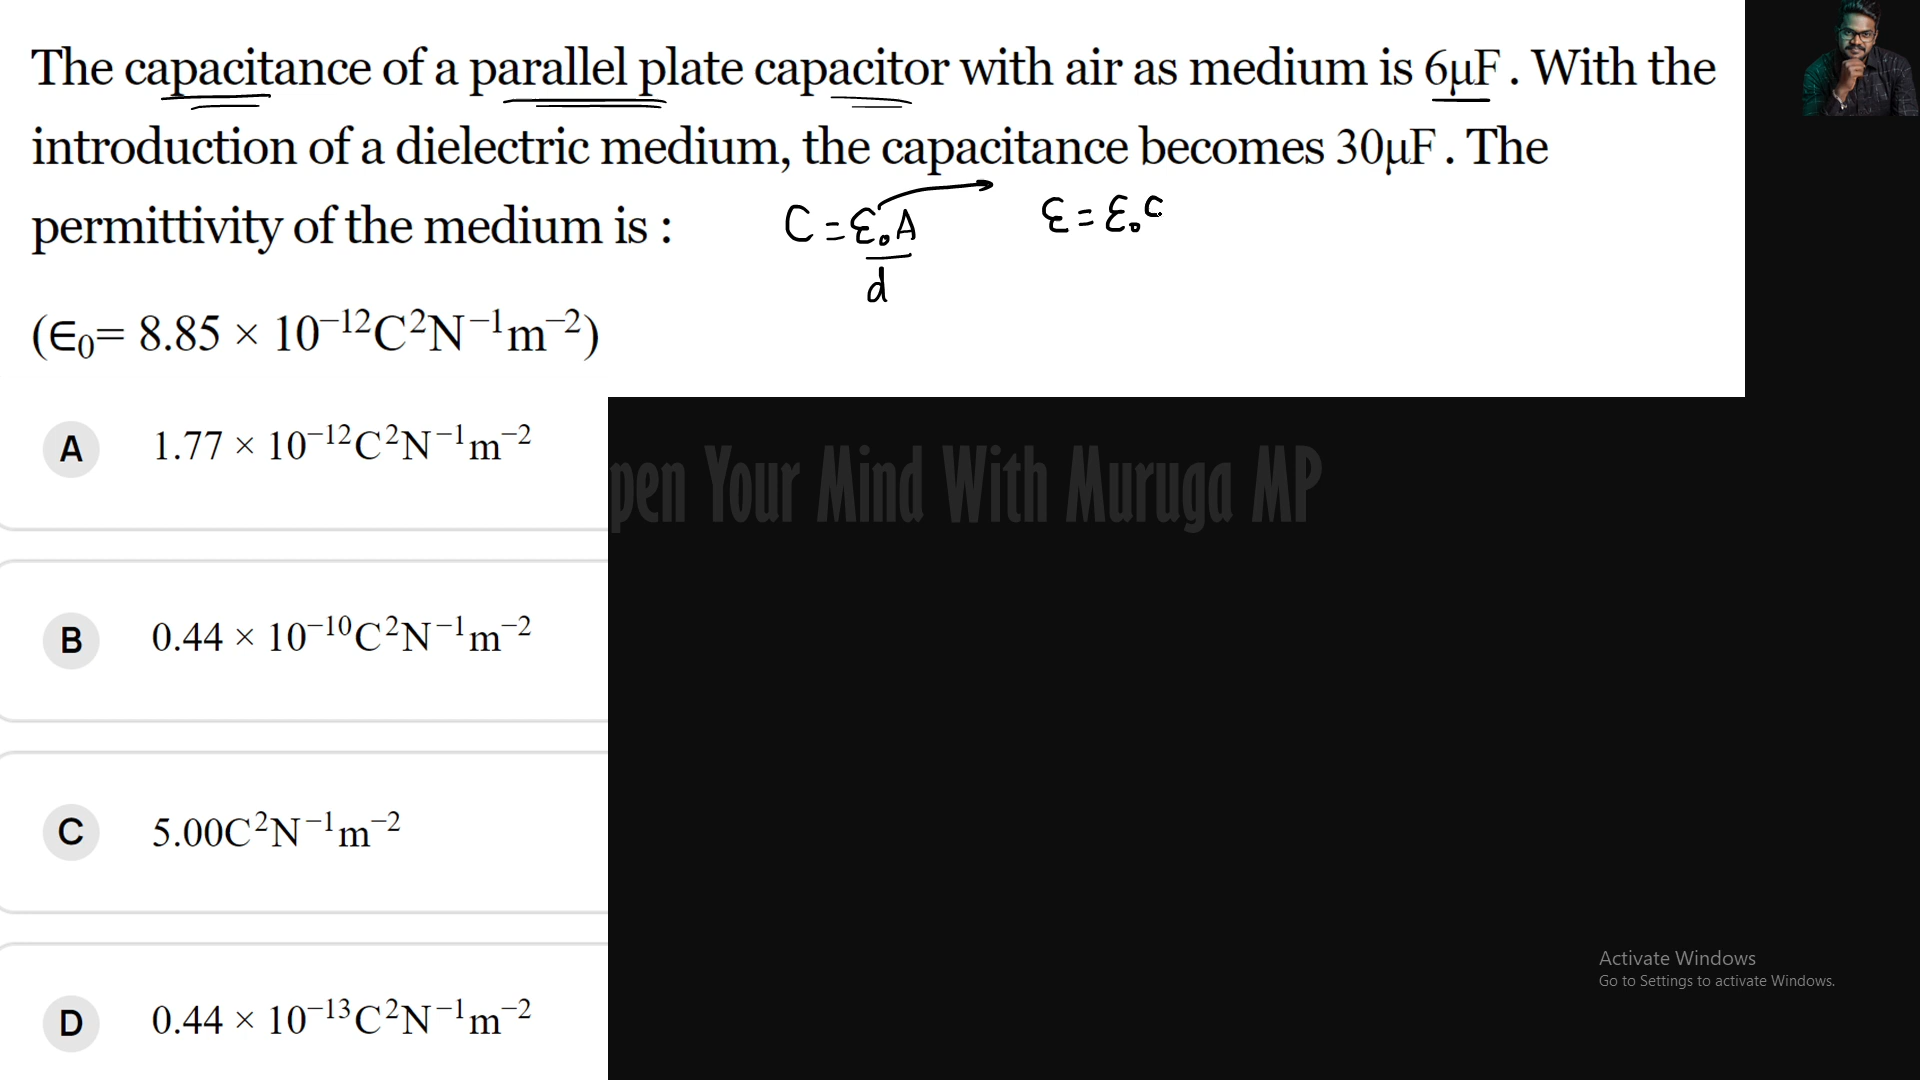 The capacitance of a parallel plate capacitor with air as medium is 6μF. With the
introduction of a dielectric medium, the capacitance becomes 30μF. The
permittivity of the medium is :
C = ε₀A
d
ε = ε₀c
(∈₀= 8.85 × 10⁻¹²C²N⁻¹m⁻²)
A 1.77 × 10⁻¹²C²N⁻¹m⁻²
pen Your Mind With Muruga MP
B 0.44 × 10⁻¹⁰C²N⁻¹m⁻²
C 5.00C²N⁻¹m⁻²
Activate Windows
Go to Settings to activate Windows.
D 0.44 × 10⁻¹³C²N⁻¹m⁻²